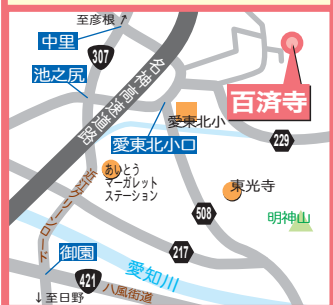 至彦根
中里
307
池之尻
名神高速道路
百済寺
愛東北小
愛東北小口
229
あいとう
マーガレット
ステーション
東光寺
近江グリーンロード
508
明神山
217
御園
愛知川
421
八風街道
↓至日野